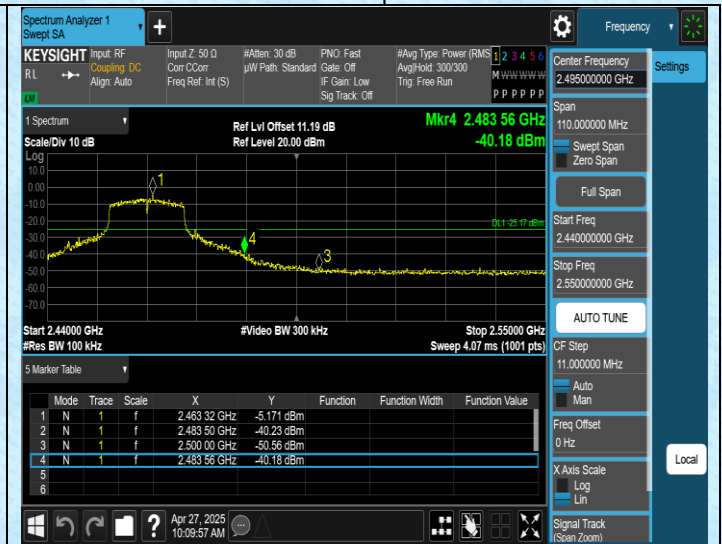 Spectrum Analyzer 1
Swept SA
+
Frequency
KEYSIGHT
RL
LXI
Input: RF
Coupling: DC
Align: Auto
Input Z: 50 Ω
Corr CCorr
Freq Ref: Int (S)
#Atten: 30 dB
µW Path: Standard
PNO: Fast
Gate: Off
IF Gain: Low
Sig Track: Off
#Avg Type: Power (RMS
Avg|Hold: 300/300
Trig: Free Run
1 2 3 4 5 6
M W W W W W
P P P P P P
1 Spectrum
Scale/Div 10 dB
Ref Lvl Offset 11.19 dB
Ref Level 20.00 dBm
Mkr4 2.483 56 GHz
-40.18 dBm
Log
10.0
0.00
-10.0
-20.0
-30.0
-40.0
-50.0
-60.0
-70.0
1
4
3
DL1 -25.17 dBm
Start 2.44000 GHz
#Res BW 100 kHz
#Video BW 300 kHz
Stop 2.55000 GHz
Sweep 4.07 ms (1001 pts)
5 Marker Table
Mode Trace Scale X Y Function Function Width Function Value
1 N 1 f 2.463 32 GHz -5.171 dBm
2 N 1 f 2.483 50 GHz -40.23 dBm
3 N 1 f 2.500 00 GHz -50.56 dBm
4 N 1 f 2.483 56 GHz -40.18 dBm
5
6
Center Frequency
2.495000000 GHz
Span
110.000000 MHz
Swept Span
Zero Span
Full Span
Start Freq
2.440000000 GHz
Stop Freq
2.550000000 GHz
AUTO TUNE
CF Step
11.000000 MHz
Auto
Man
Freq Offset
0 Hz
X Axis Scale
Log
Lin
Signal Track
(Span Zoom)
Settings
Local
?
Apr 27, 2025
10:09:57 AM